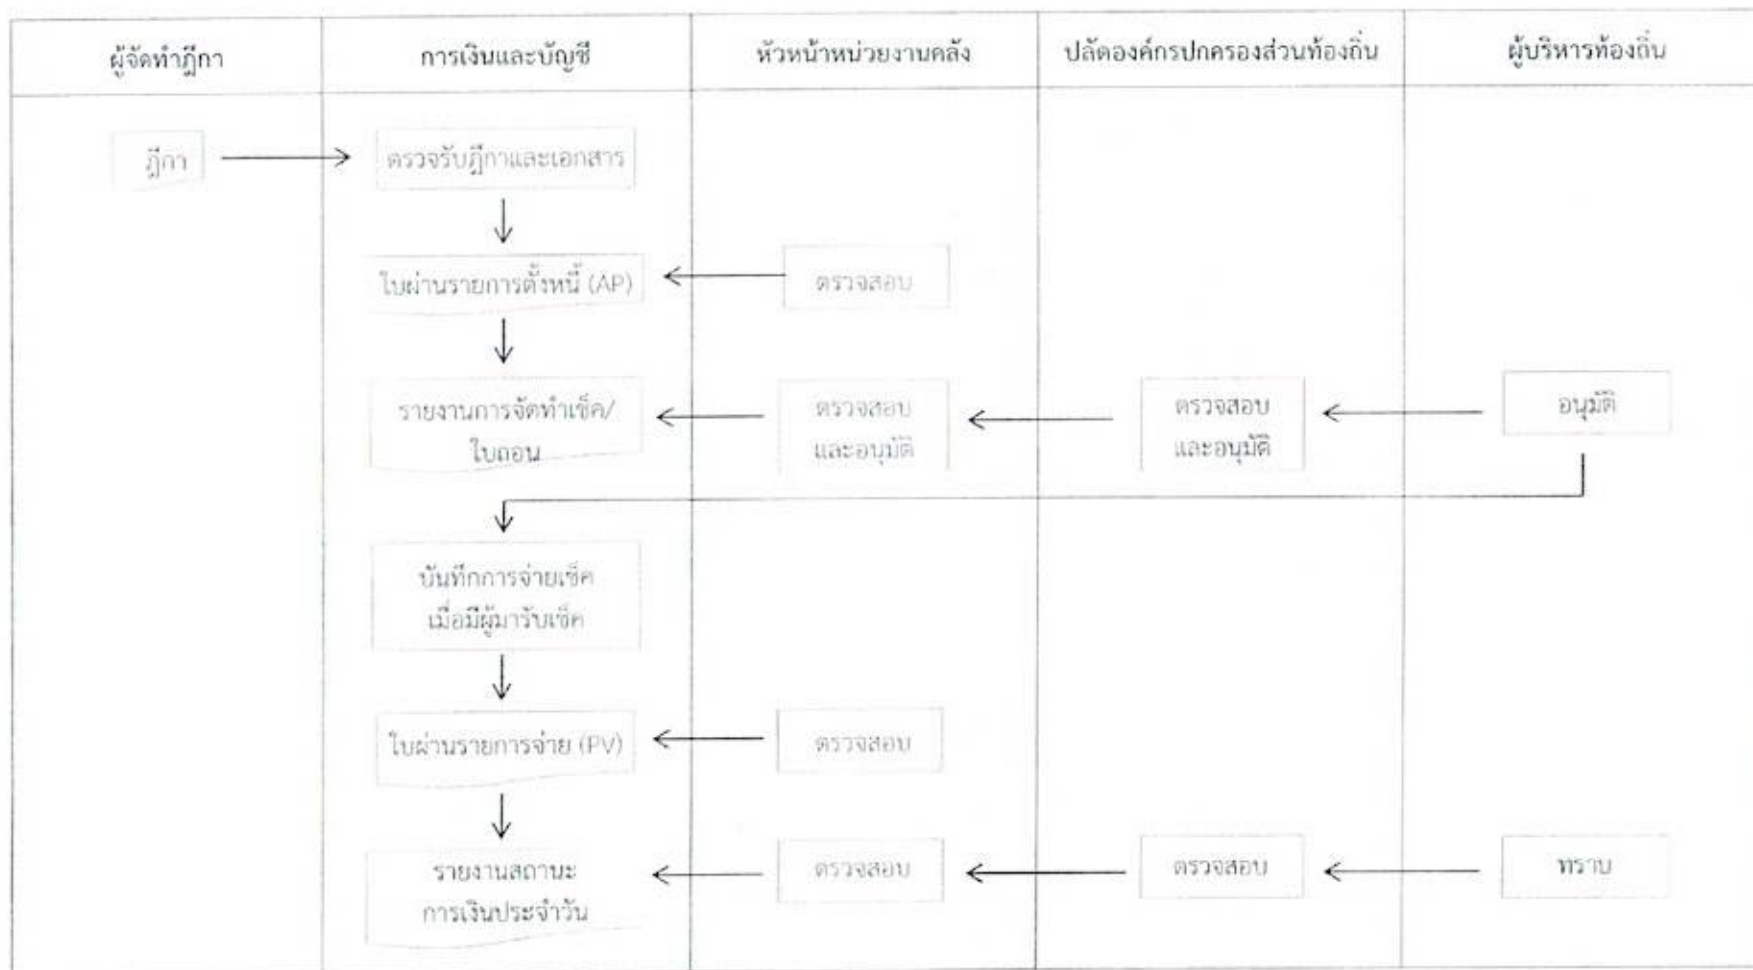 ผู้จัดทำฎีกา
การเงินและบัญชี
หัวหน้าหน่วยงานคลัง
ปลัดองค์กรปกครองส่วนท้องถิ่น
ผู้บริหารท้องถิ่น
ฎีกา
ตรวจรับฎีกาและเอกสาร
ใบผ่านรายการตั้งหนี้ (AP)
ตรวจสอบ
รายงานการจัดทำเช็ค/
ใบถอน
ตรวจสอบ
และอนุมัติ
ตรวจสอบ
และอนุมัติ
อนุมัติ
บันทึกการจ่ายเช็ค
เมื่อมีผู้มารับเช็ค
ใบผ่านรายการจ่าย (PV)
ตรวจสอบ
รายงานสถานะ
การเงินประจำวัน
ตรวจสอบ
ตรวจสอบ
ทราบ